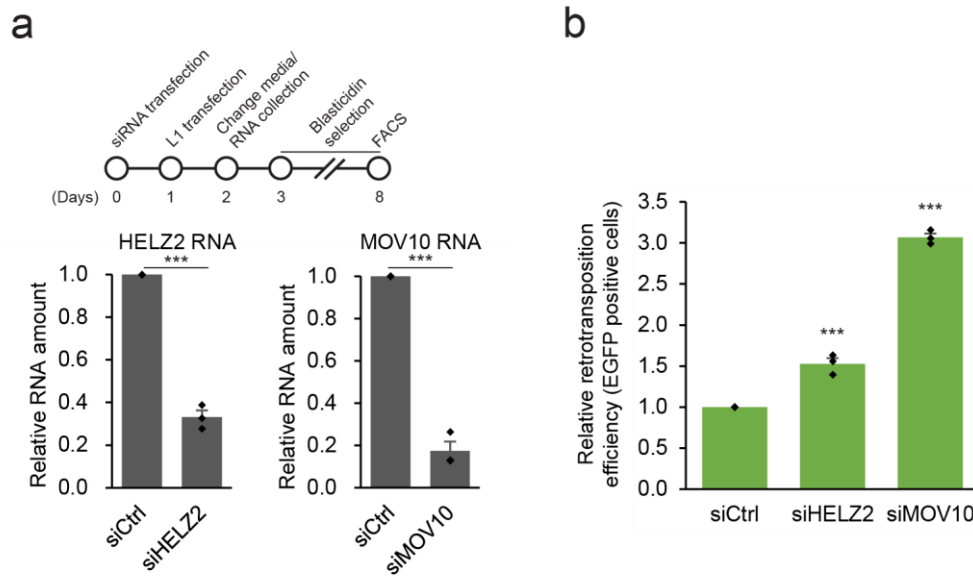 a
siRNA transfection
L1 transfection
Change media/
RNA collection
Blasticidin
selection
FACS
(Days) 0 1 2 3 8
HELZ2 RNA
***
Relative RNA amount
1.0
0.8
0.6
0.4
0.2
0.0
siCtrl
siHELZ2
MOV10 RNA
***
Relative RNA amount
1.0
0.8
0.6
0.4
0.2
0.0
siCtrl
siMOV10
b
Relative retrotransposition
efficiency (EGFP positive cells)
3.5
3.0
2.5
2.0
1.5
1.0
0.5
0.0
***
***
siCtrl siHELZ2 siMOV10